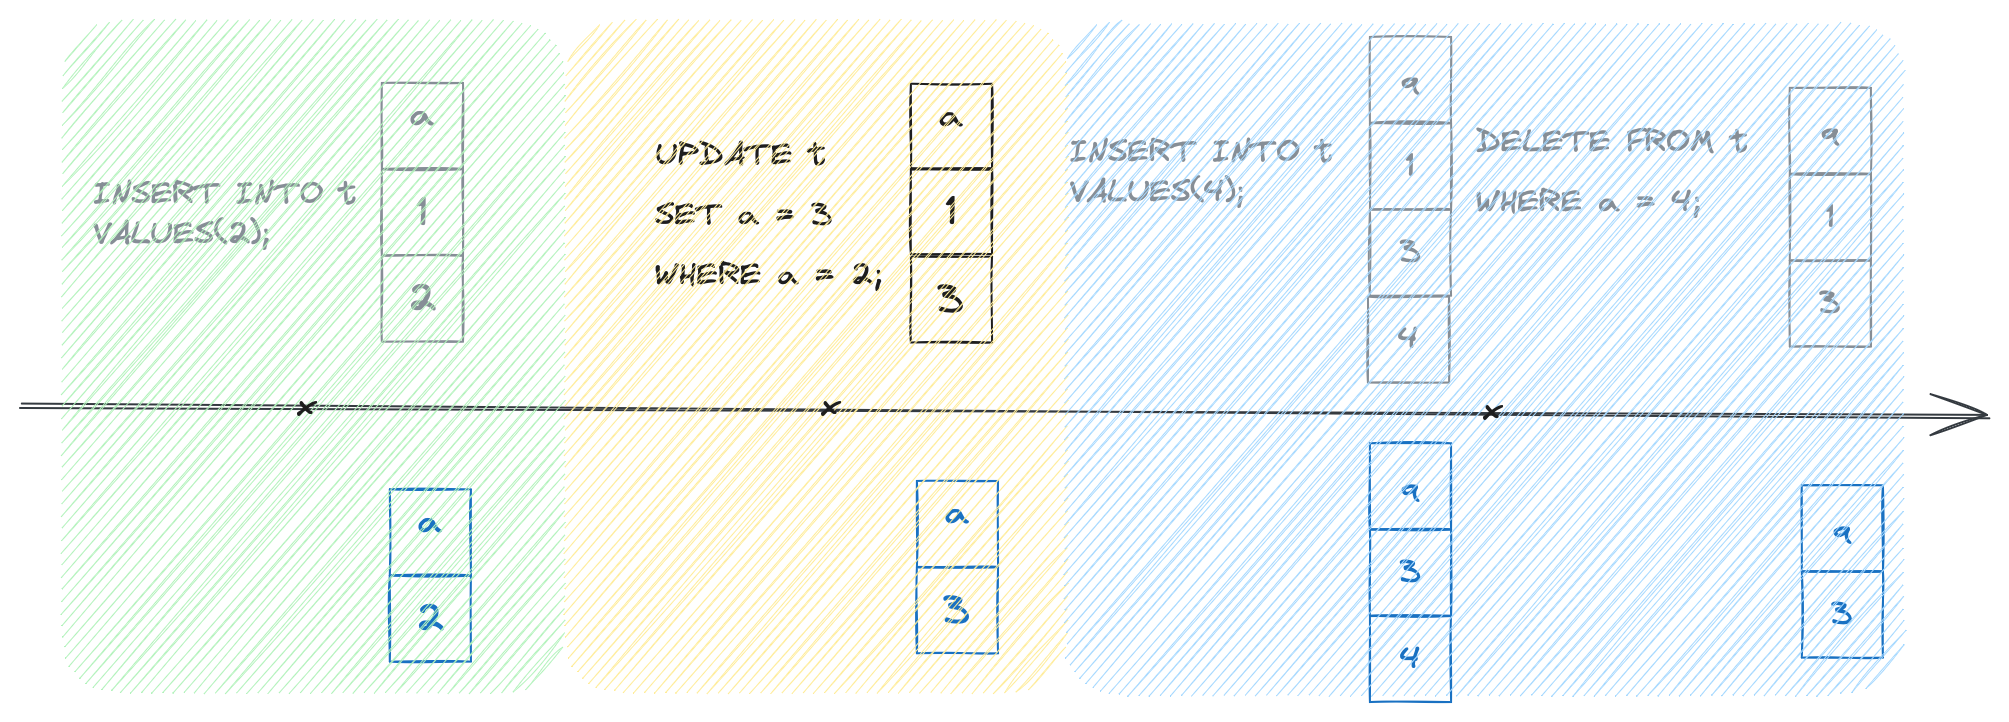 INSERT INTO t
VALUES(2);
a
1
2
UPDATE t
SET a = 3
WHERE a = 2;
a
1
3
INSERT INTO t
VALUES(4);
a
1
3
4
DELETE FROM t
WHERE a = 4;
a
1
3
a
2
a
3
a
3
4
a
3